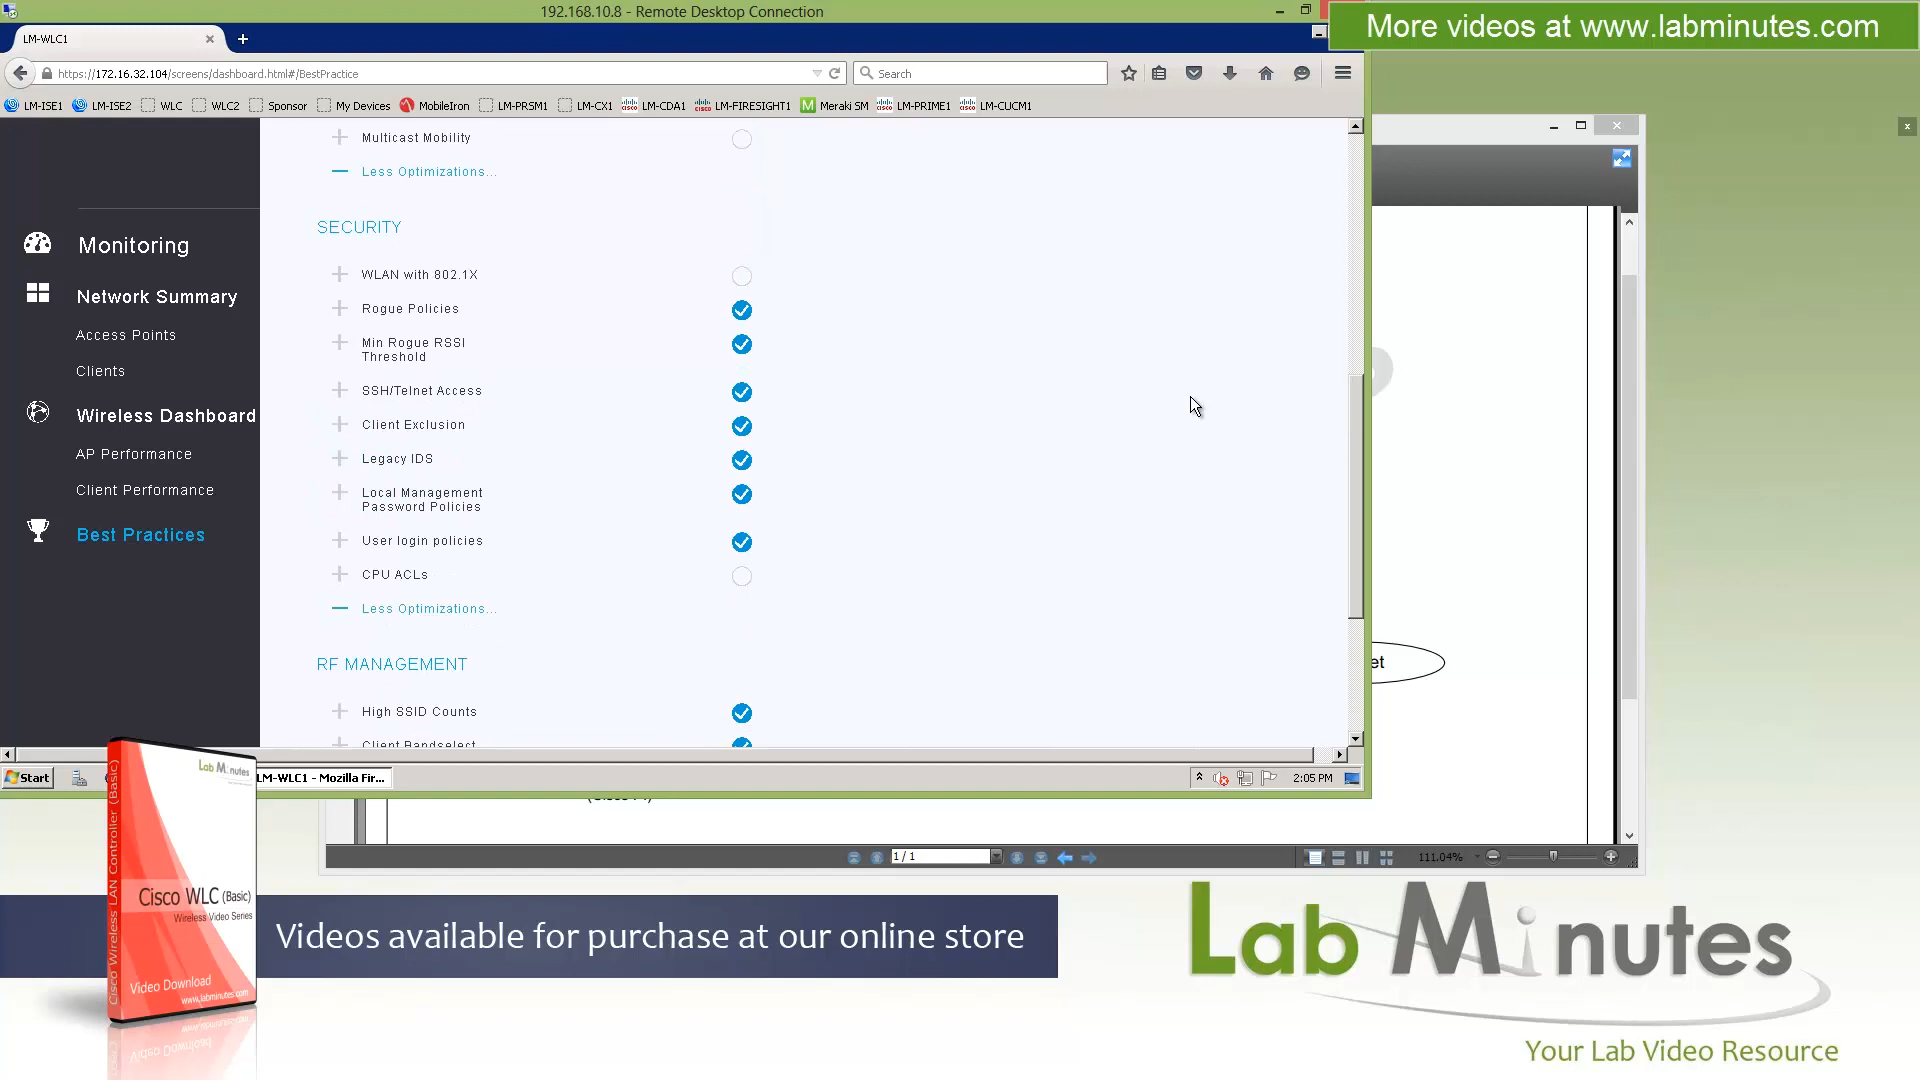 192.168.10.8 - Remote Desktop Connection
More videos at www.labminutes.com
LM-WLC1
https://172.16.32.104/screens/dashboard.html#/BestPractice
Search
LM-ISE1
LM-ISE2
WLC
WLC2
Sponsor
My Devices
MobileIron
LM-PRSM1
LM-CX1
LM-CDA1
LM-FIRESIGHT1
Meraki SM
LM-PRIME1
LM-CUCM1
Monitoring
Network Summary
Access Points
Clients
Wireless Dashboard
AP Performance
Client Performance
Best Practices
Multicast Mobility
Less Optimizations...
SECURITY
WLAN with 802.1X
Rogue Policies
Min Rogue RSSI
Threshold
SSH/Telnet Access
Client Exclusion
Legacy IDS
Local Management
Password Policies
User login policies
CPU ACLs
Less Optimizations...
RF MANAGEMENT
High SSID Counts
Client Bandselect
et
Start
LM-WLC1 - Mozilla Fir...
2:05 PM
1 / 1
111.04%
Lab Minutes
Cisco Wireless LAN Controller (Basic)
Cisco WLC (Basic)
Wireless Video Series
Video Download
www.labminutes.com
Videos available for purchase at our online store
Lab Minutes
Your Lab Video Resource